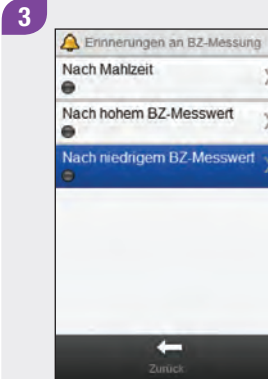 3
Erinnerungen an BZ-Messung
Nach Mahlzeit
Nach hohem BZ-Messwert
Nach niedrigem BZ-Messwert
Zurück